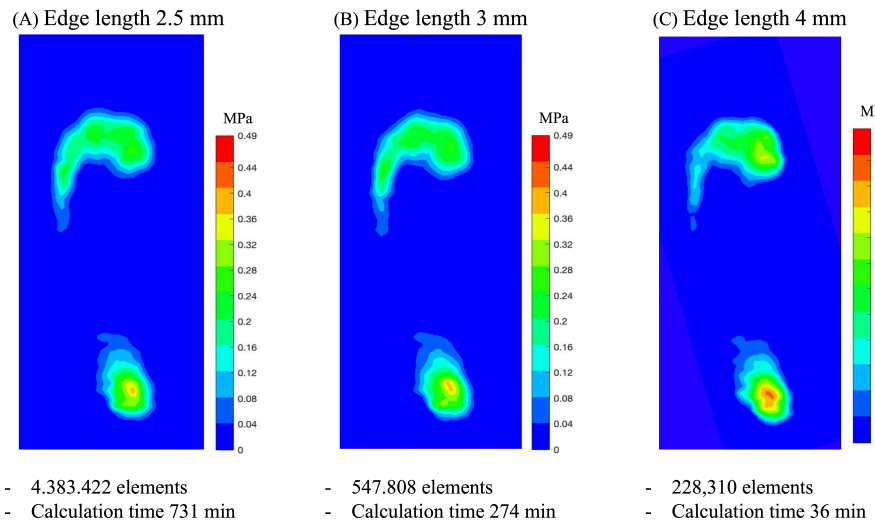 (A) Edge length 2.5 mm
(B) Edge length 3 mm
(C) Edge length 4 mm
MPa
0.49
0.44
0.4
0.36
0.32
0.28
0.24
0.2
0.16
0.12
0.08
0.04
0
MPa
0.49
0.44
0.4
0.36
0.32
0.28
0.24
0.2
0.16
0.12
0.08
0.04
0
M
- 4.383.422 elements
- Calculation time 731 min
- 547.808 elements
- Calculation time 274 min
- 228,310 elements
- Calculation time 36 min